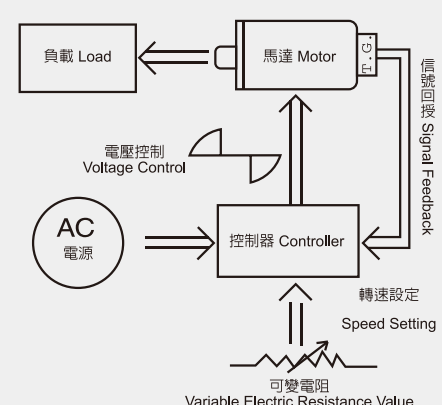 負載 Load
馬達 Motor
T.G.
信號回授 Signal Feedback
電壓控制
Voltage Control
AC
電源
控制器 Controller
轉速設定
Speed Setting
可變電阻
Variable Electric Resistance Value